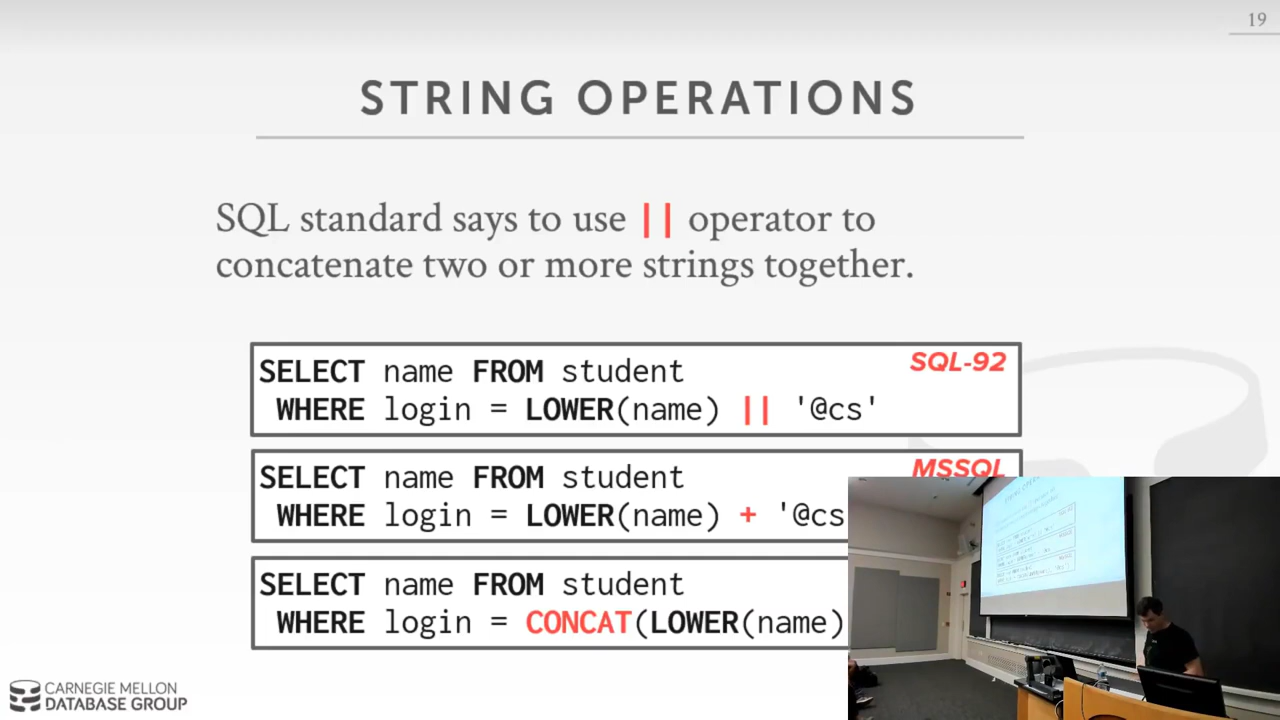 19
STRING OPERATIONS
SQL standard says to use || operator to
concatenate two or more strings together.
SELECT name FROM student
WHERE login = LOWER(name) || '@cs'
SQL-92
SELECT name FROM student
WHERE login = LOWER(name) + '@cs
MSSQL
SELECT name FROM student
WHERE login = CONCAT(LOWER(name)
CARNEGIE MELLON
DATABASE GROUP